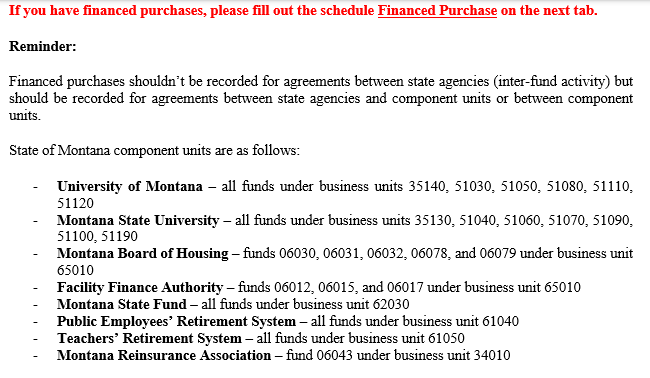 If you have financed purchases, please fill out the schedule Financed Purchase on the next tab.
Reminder:
Financed purchases shouldn't be recorded for agreements between state agencies (inter-fund activity) but
should be recorded for agreements between state agencies and component units or between component
units.
State of Montana component units are as follows:
- University of Montana – all funds under business units 35140, 51030, 51050, 51080, 51110,
51120
- Montana State University – all funds under business units 35130, 51040, 51060, 51070, 51090,
51100, 51190
- Montana Board of Housing – funds 06030, 06031, 06032, 06078, and 06079 under business unit
65010
- Facility Finance Authority – funds 06012, 06015, and 06017 under business unit 65010
- Montana State Fund – all funds under business unit 62030
- Public Employees' Retirement System – all funds under business unit 61040
- Teachers' Retirement System – all funds under business unit 61050
- Montana Reinsurance Association – fund 06043 under business unit 34010